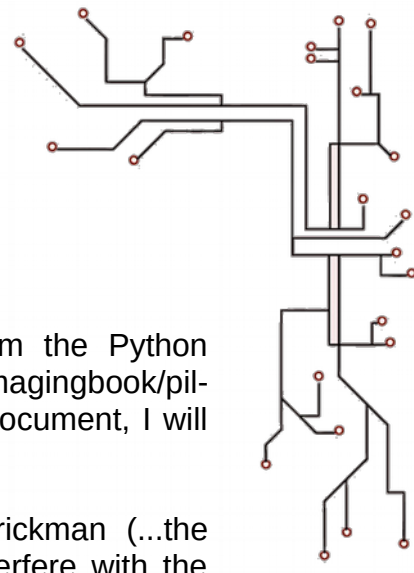 m the Python
nagingbook/pil-
ocument, I will
rickman (...the
erfere with the